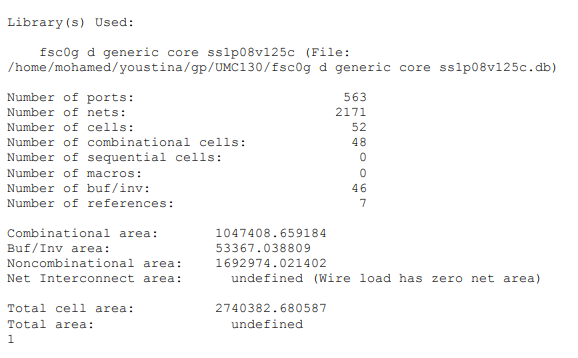 Library(s) Used:
fsc0g d generic core ss1p08v125c (File:
/home/mohamed/youstina/gp/UMC130/fsc0g d generic core ss1p08v125c.db)
Number of ports: 563
Number of nets: 2171
Number of cells: 52
Number of combinational cells: 48
Number of sequential cells: 0
Number of macros: 0
Number of buf/inv: 46
Number of references: 7
Combinational area: 1047408.659184
Buf/Inv area: 53367.038809
Noncombinational area: 1692974.021402
Net Interconnect area: undefined (Wire load has zero net area)
Total cell area: 2740382.680587
Total area: undefined
1